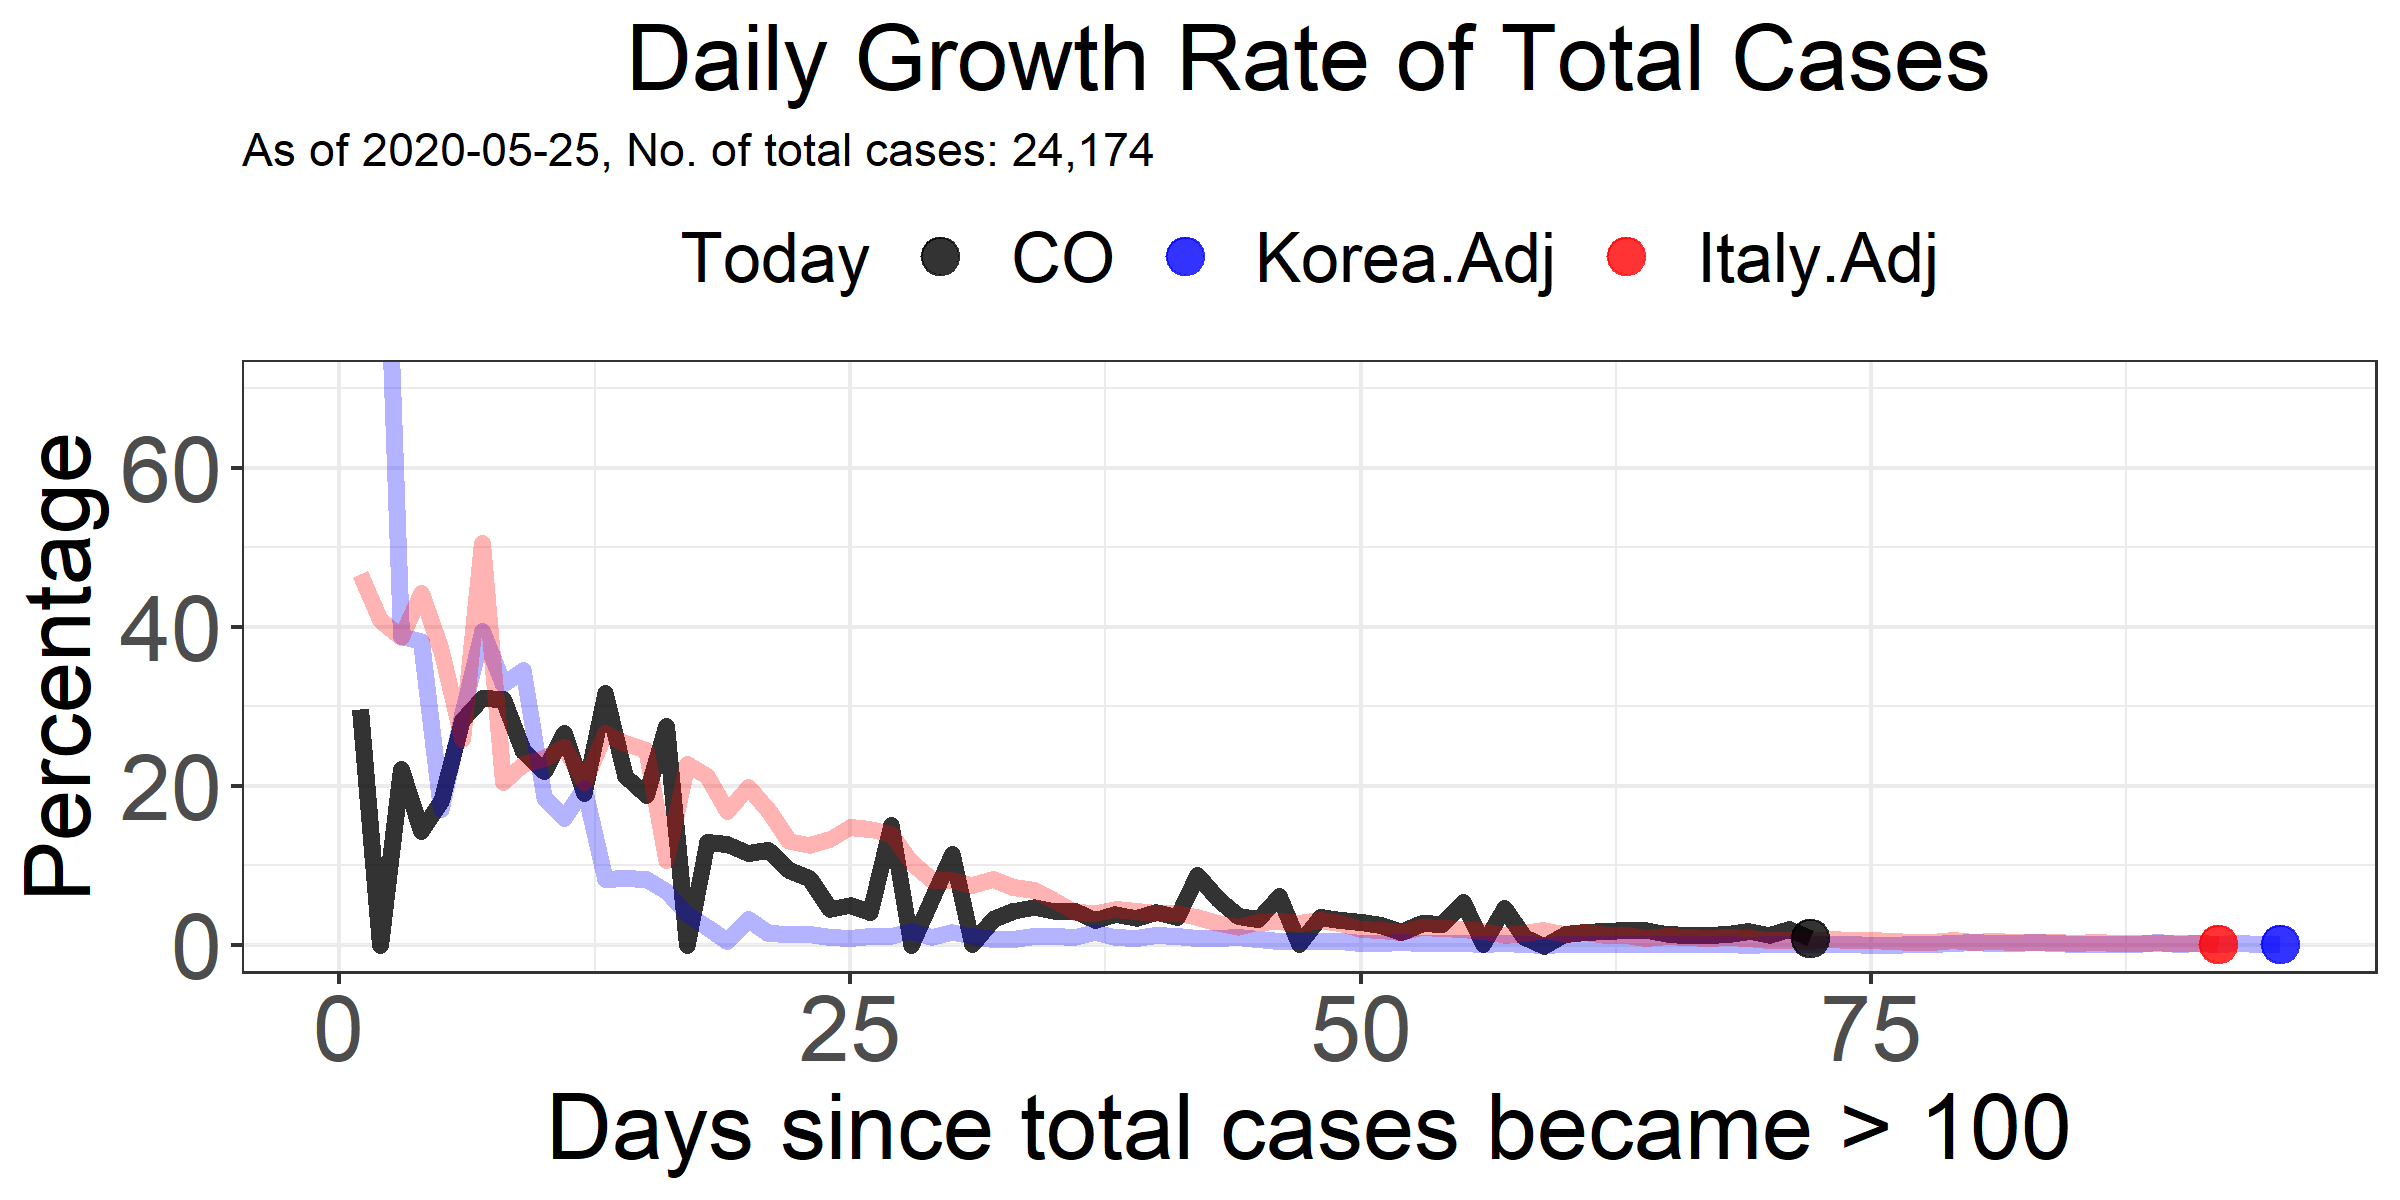 Daily Growth Rate of Total Cases
As of 2020-05-25, No. of total cases: 24,174
Today CO Korea.Adj Italy.Adj
Percentage
60
40
20
0
0 25 50 75
Days since total cases became > 100